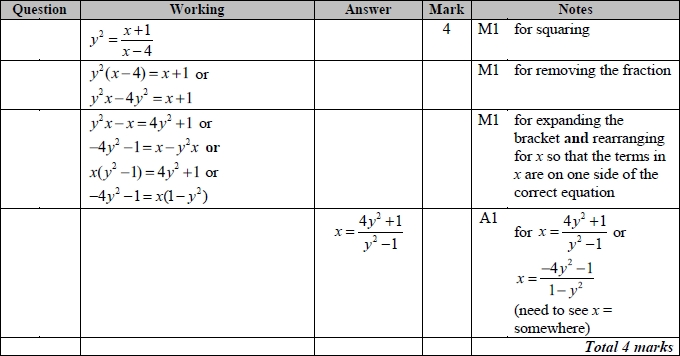 Question Working Answer Mark Notes
y² = (x+1)/(x−4) 4 M1 for squaring
y²(x−4) = x+1 or M1 for removing the fraction
y²x−4y² = x+1
y²x−x = 4y²+1 or M1 for expanding the
−4y²−1 = x−y²x or bracket and rearranging
x(y²−1) = 4y²+1 or for x so that the terms in
−4y²−1 = x(1−y²) x are on one side of the
correct equation
x = (4y²+1)/(y²−1) A1 for x = (4y²+1)/(y²−1) or
x = (−4y²−1)/(1−y²)
(need to see x =
somewhere)
Total 4 marks